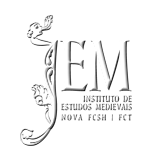 IEM
INSTITUTO DE
ESTUDOS MEDIEVAIS
NOVA FCSH | FCT